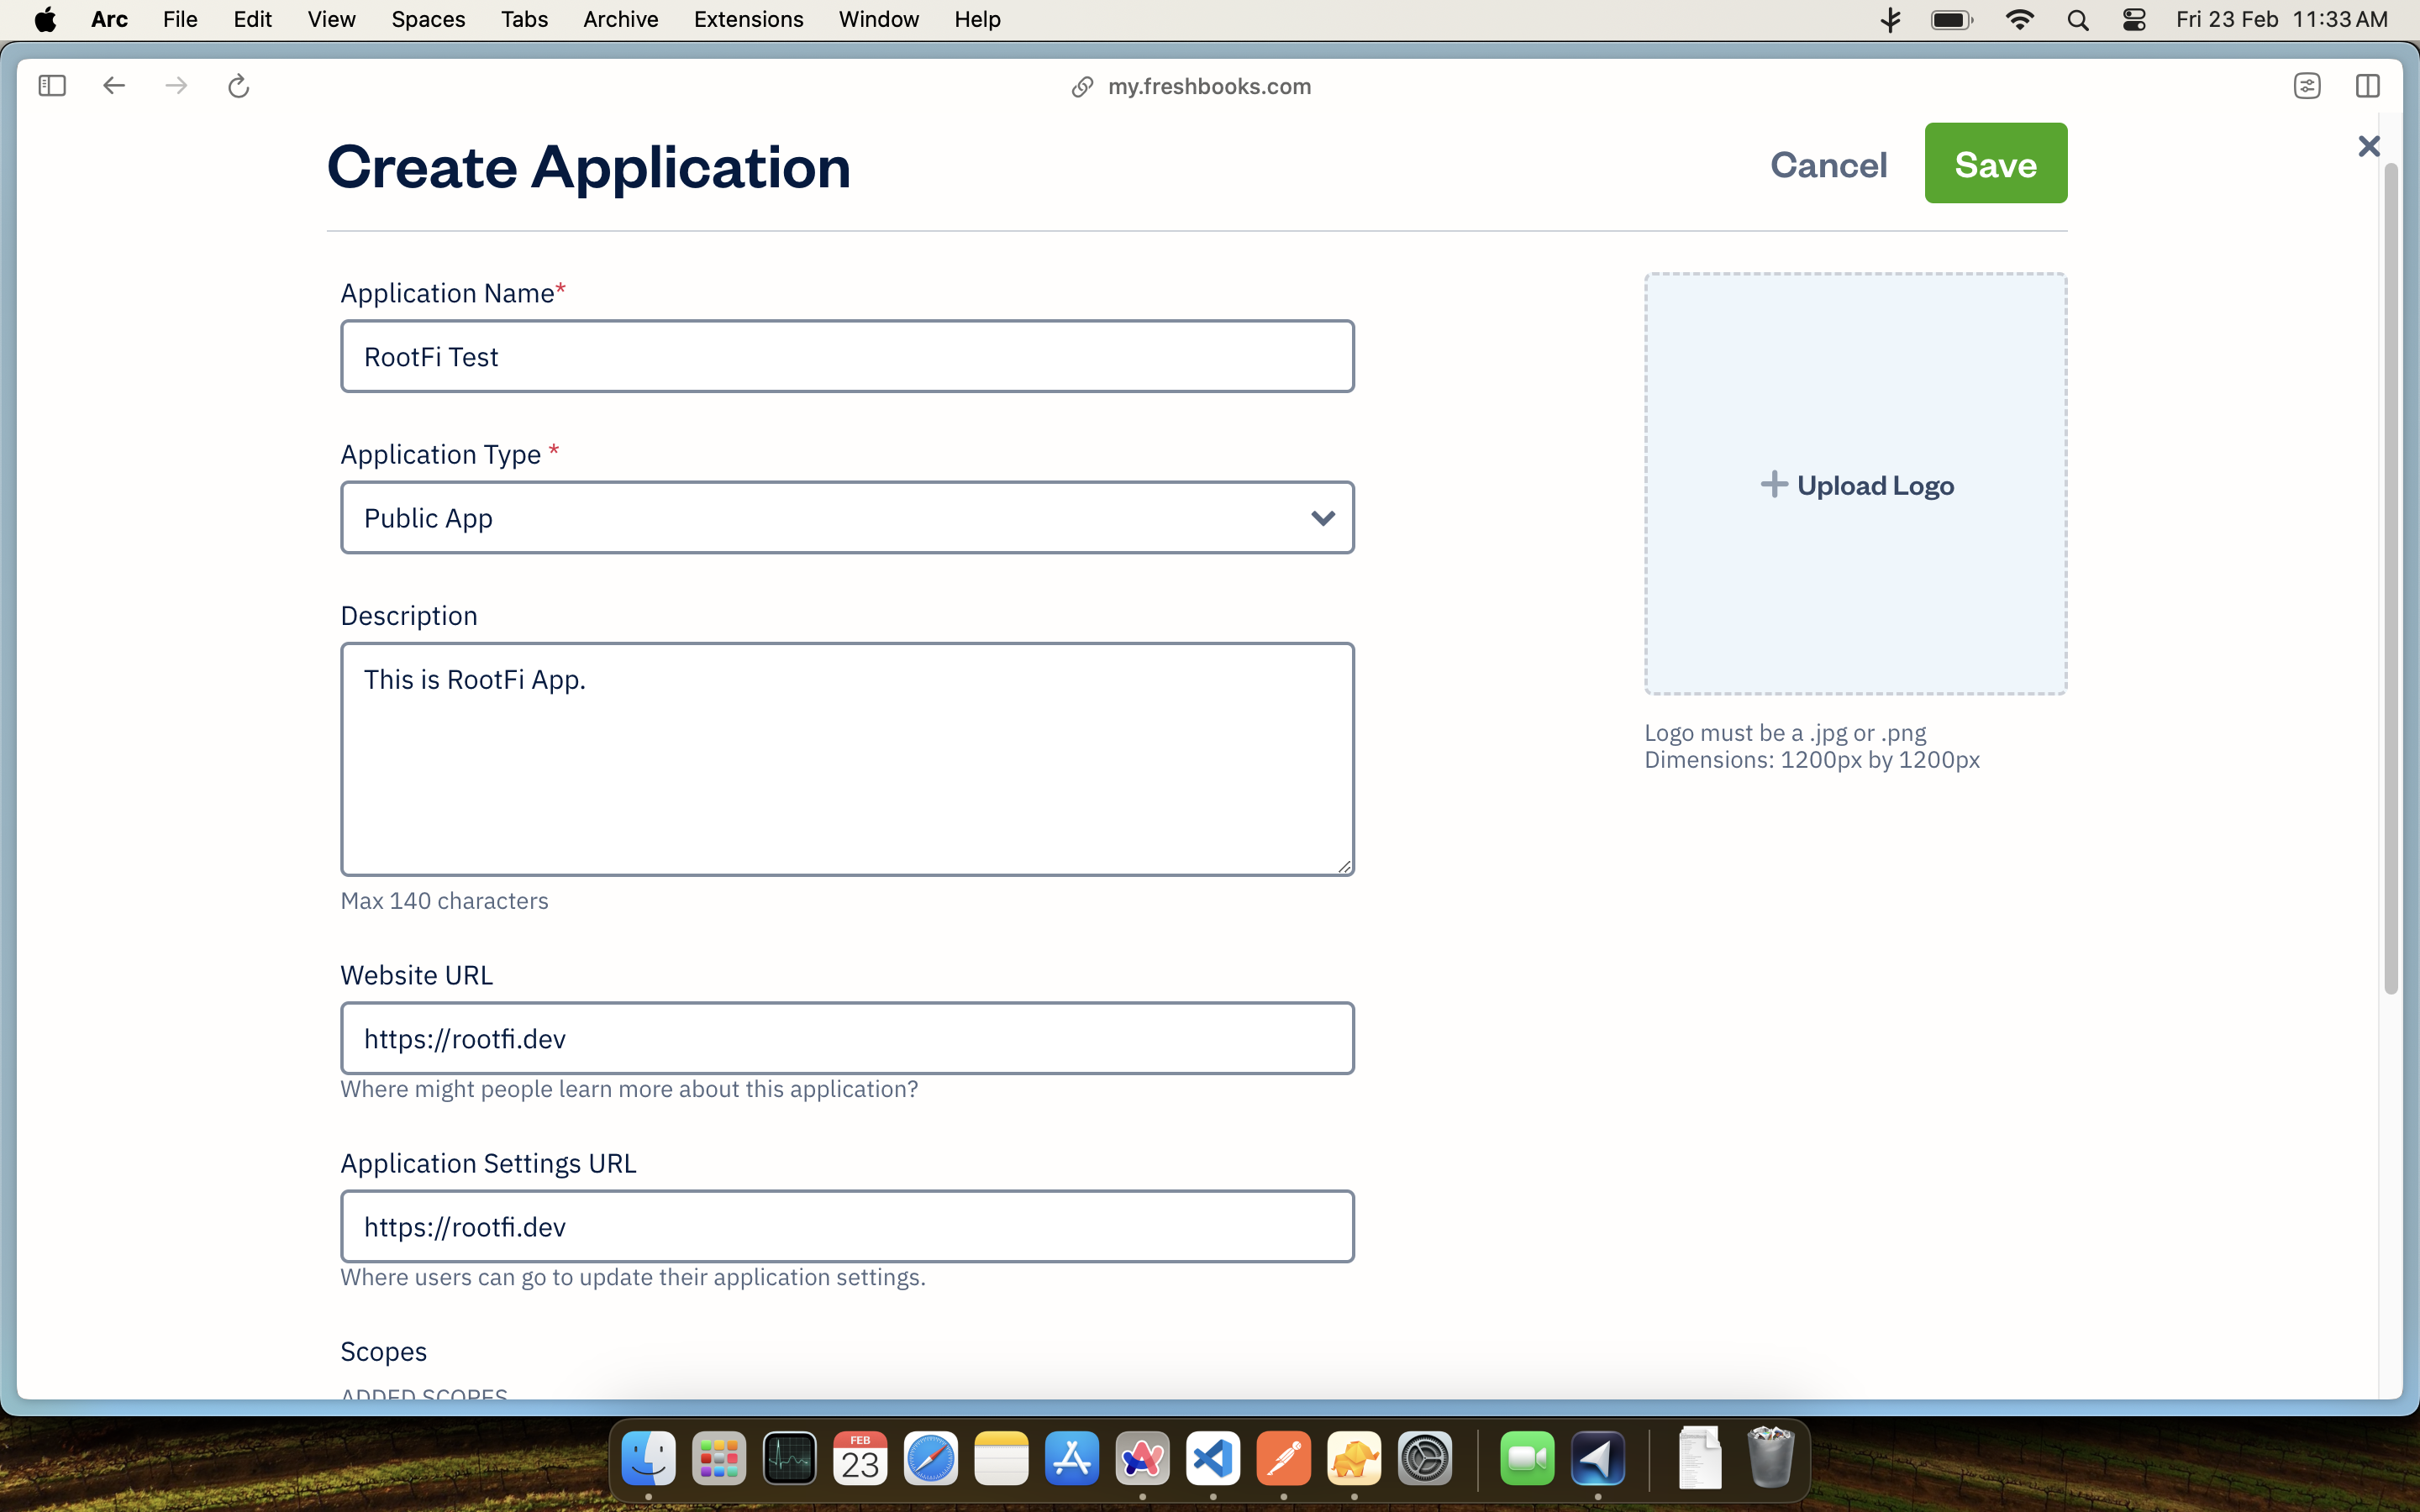 Arc File Edit View Spaces Tabs Archive Extensions Window Help Fri 23 Feb 11:33 AM
my.freshbooks.com
Create Application Cancel Save
Application Name*
RootFi Test
Application Type *
Public App
Upload Logo
Description
This is RootFi App.
Logo must be a .jpg or .png
Dimensions: 1200px by 1200px
Max 140 characters
Website URL
https://rootfi.dev
Where might people learn more about this application?
Application Settings URL
https://rootfi.dev
Where users can go to update their application settings.
Scopes
ADDED SCOPES
FEB
23